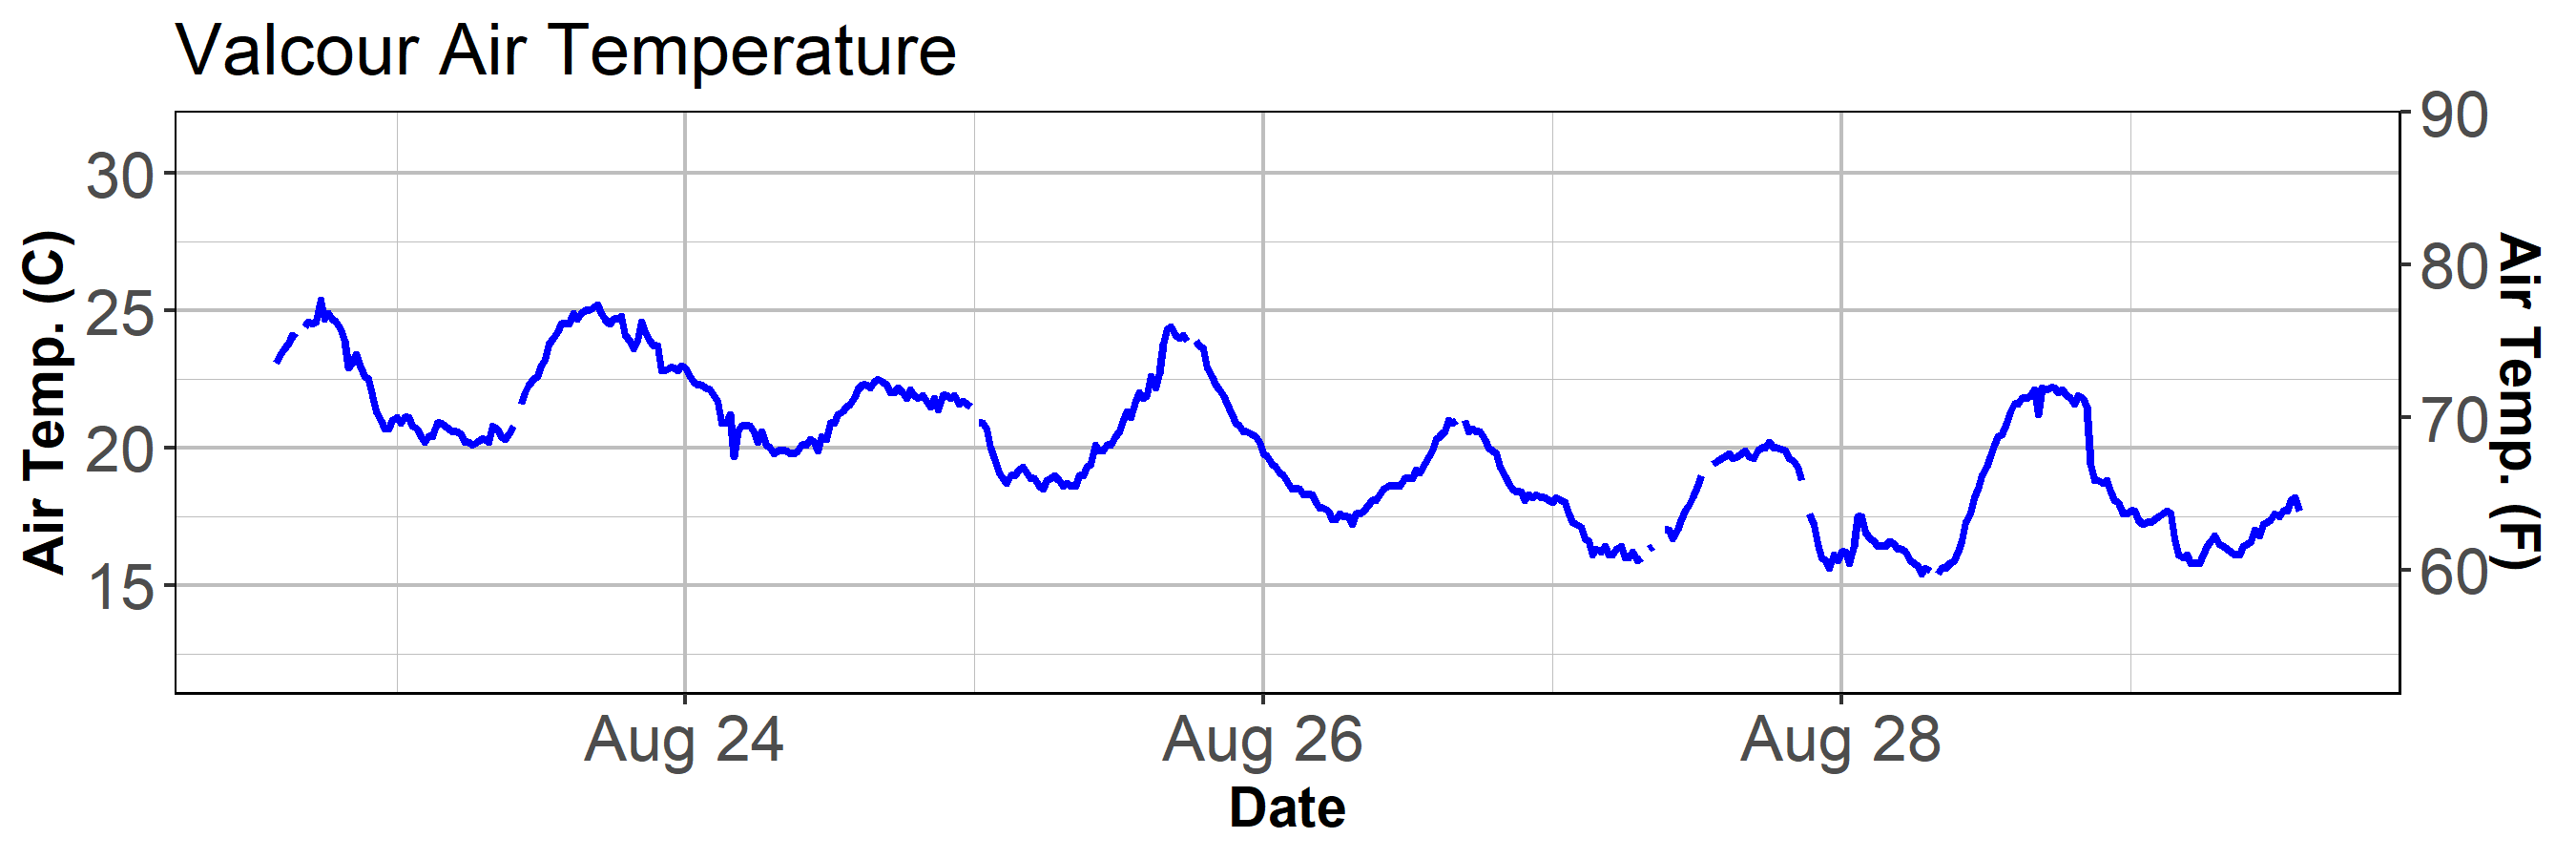 Valcour Air Temperature
Air Temp. (C)
30
25
20
15
90
80
70
60
Air Temp. (F)
Aug 24
Aug 26
Aug 28
Date